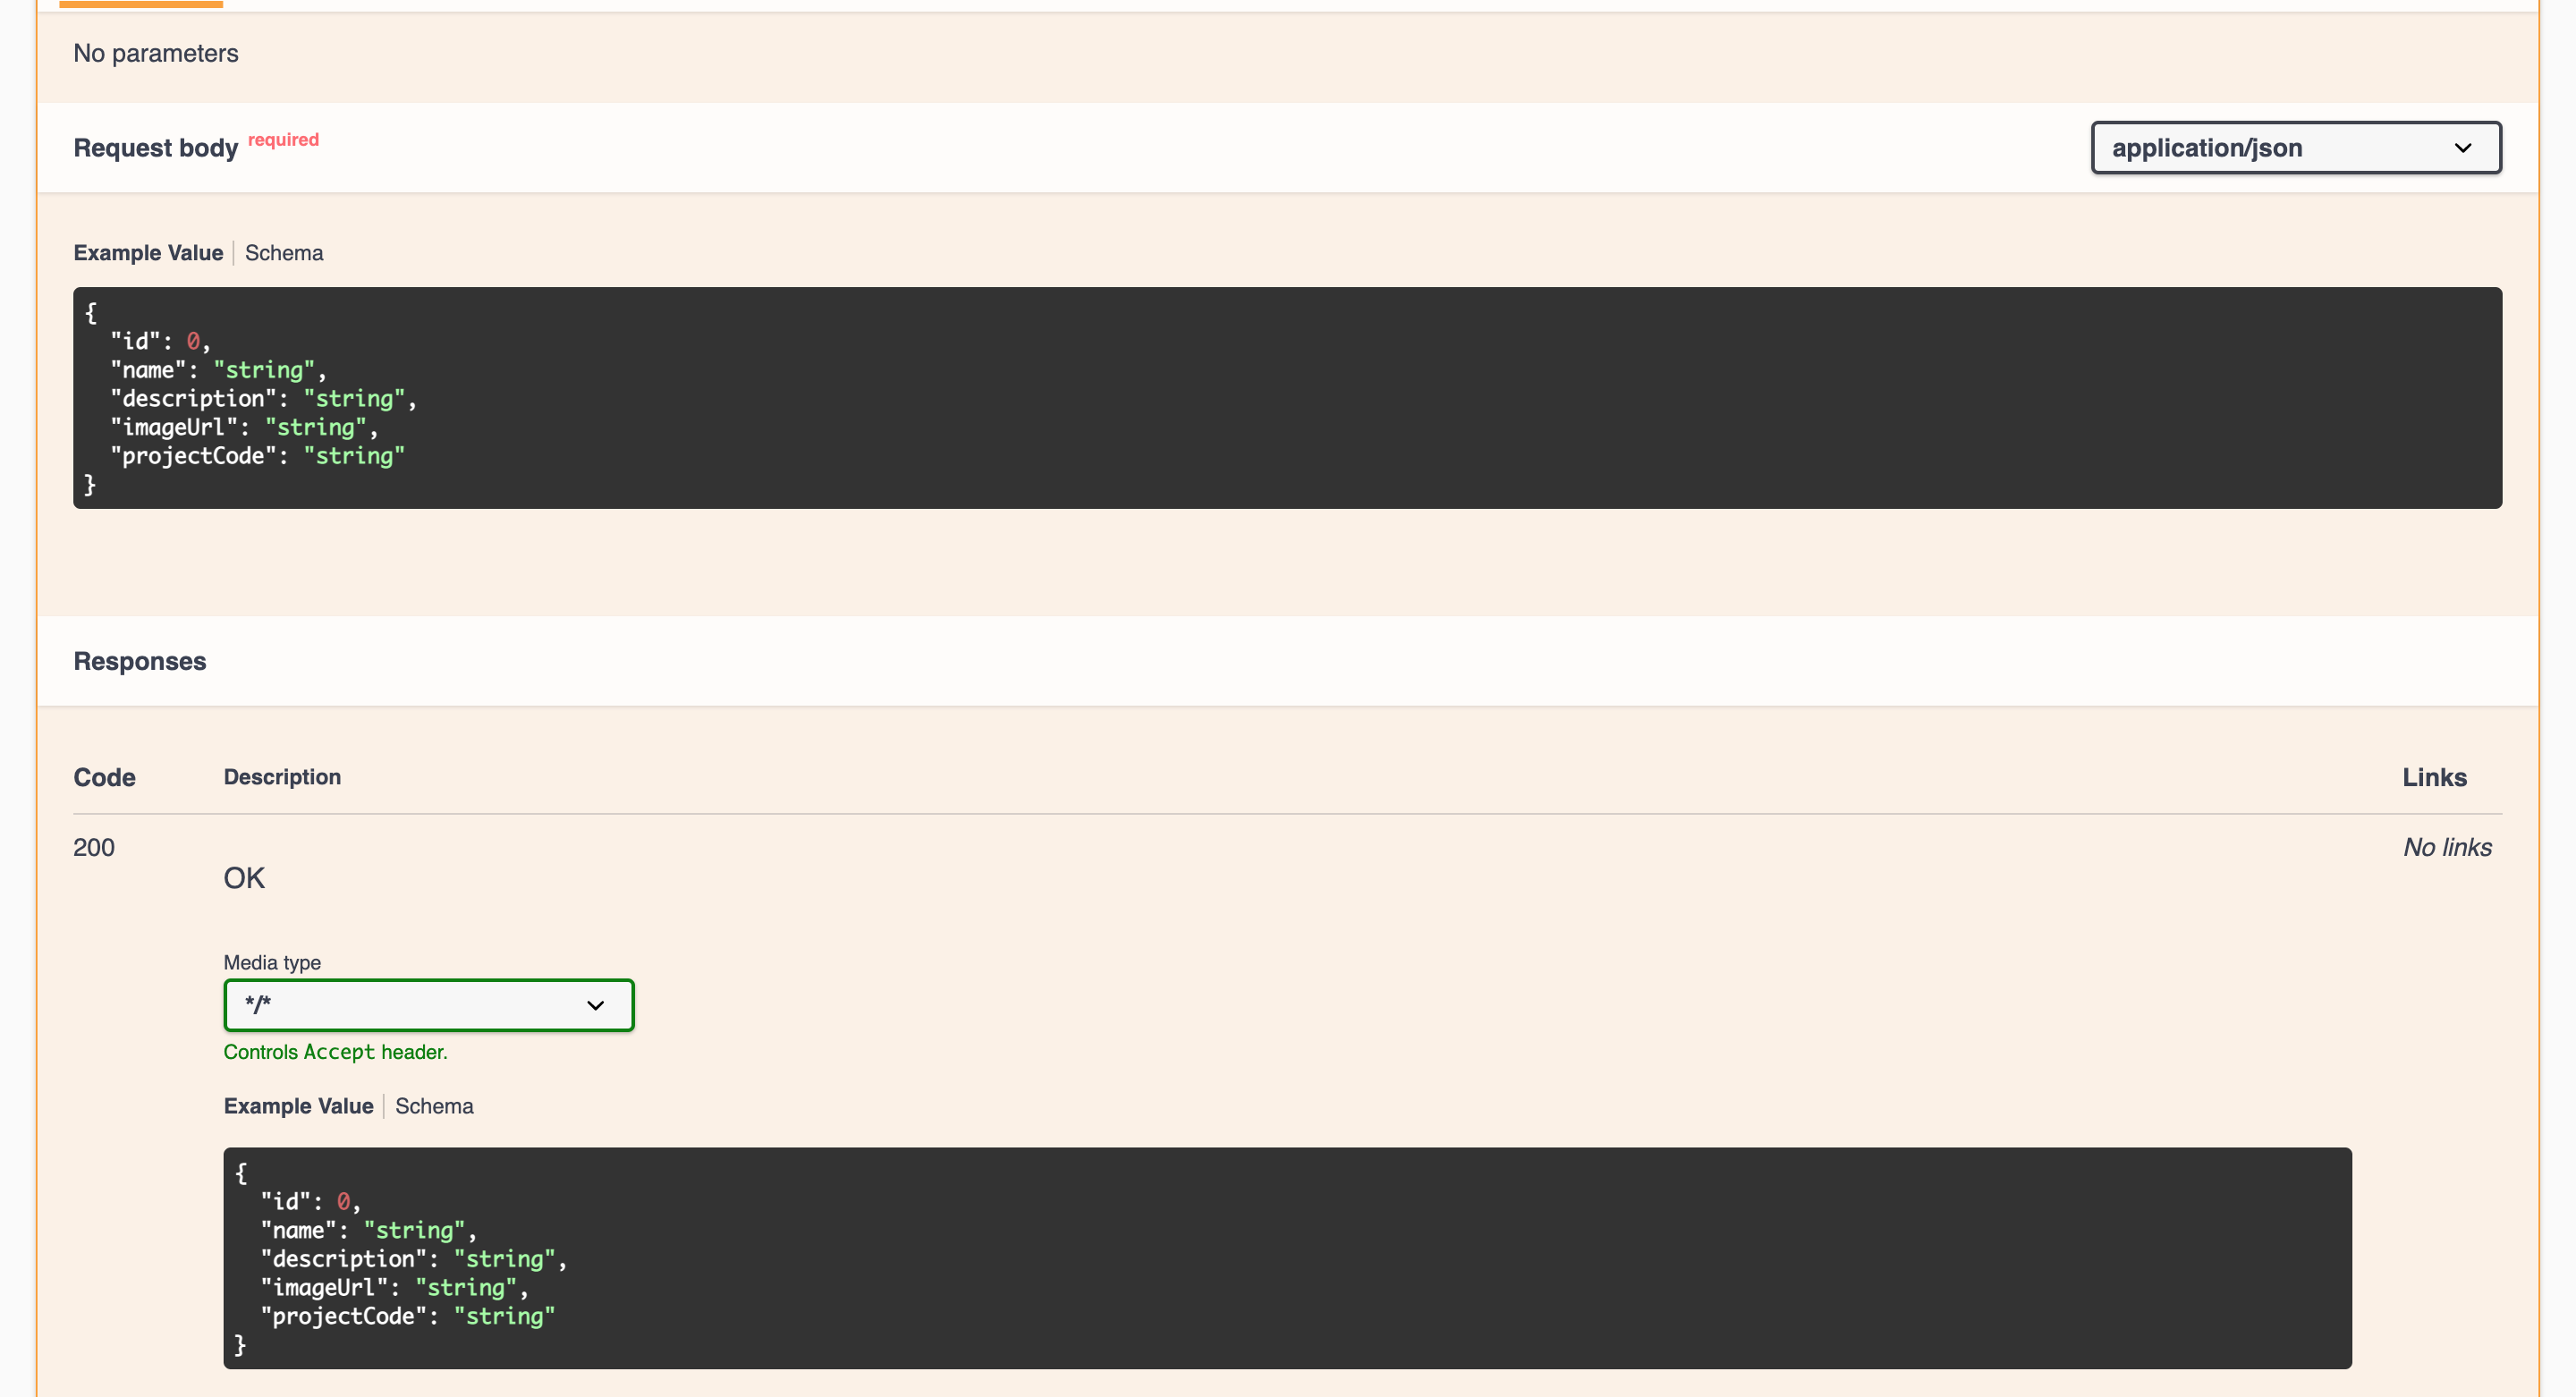 No parameters
Request body required
application/json
Example Value Schema
{
  "id": 0,
  "name": "string",
  "description": "string",
  "imageUrl": "string",
  "projectCode": "string"
}
Responses
Code Description Links
200 No links
OK
Media type
*/*
Controls Accept header.
Example Value Schema
{
  "id": 0,
  "name": "string",
  "description": "string",
  "imageUrl": "string",
  "projectCode": "string"
}